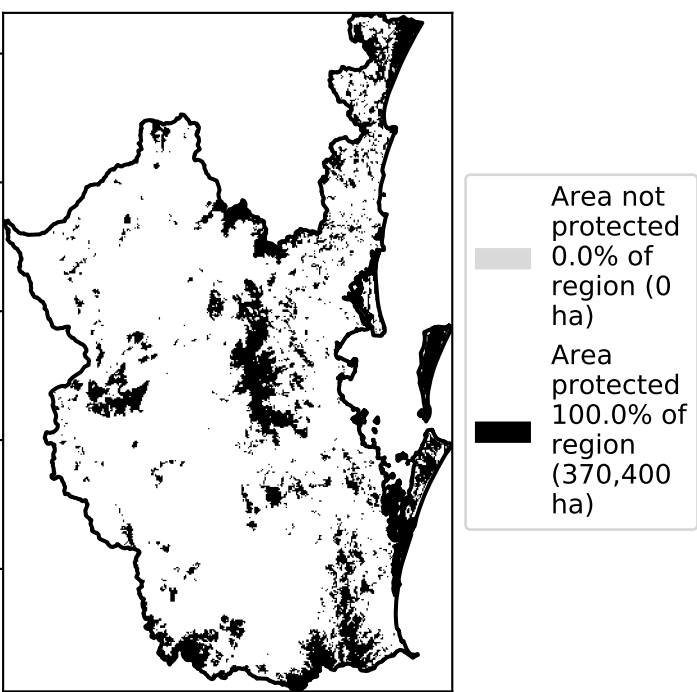 Area not
protected
0.0% of
region (0
ha)
Area
protected
100.0% of
region
(370,400
ha)